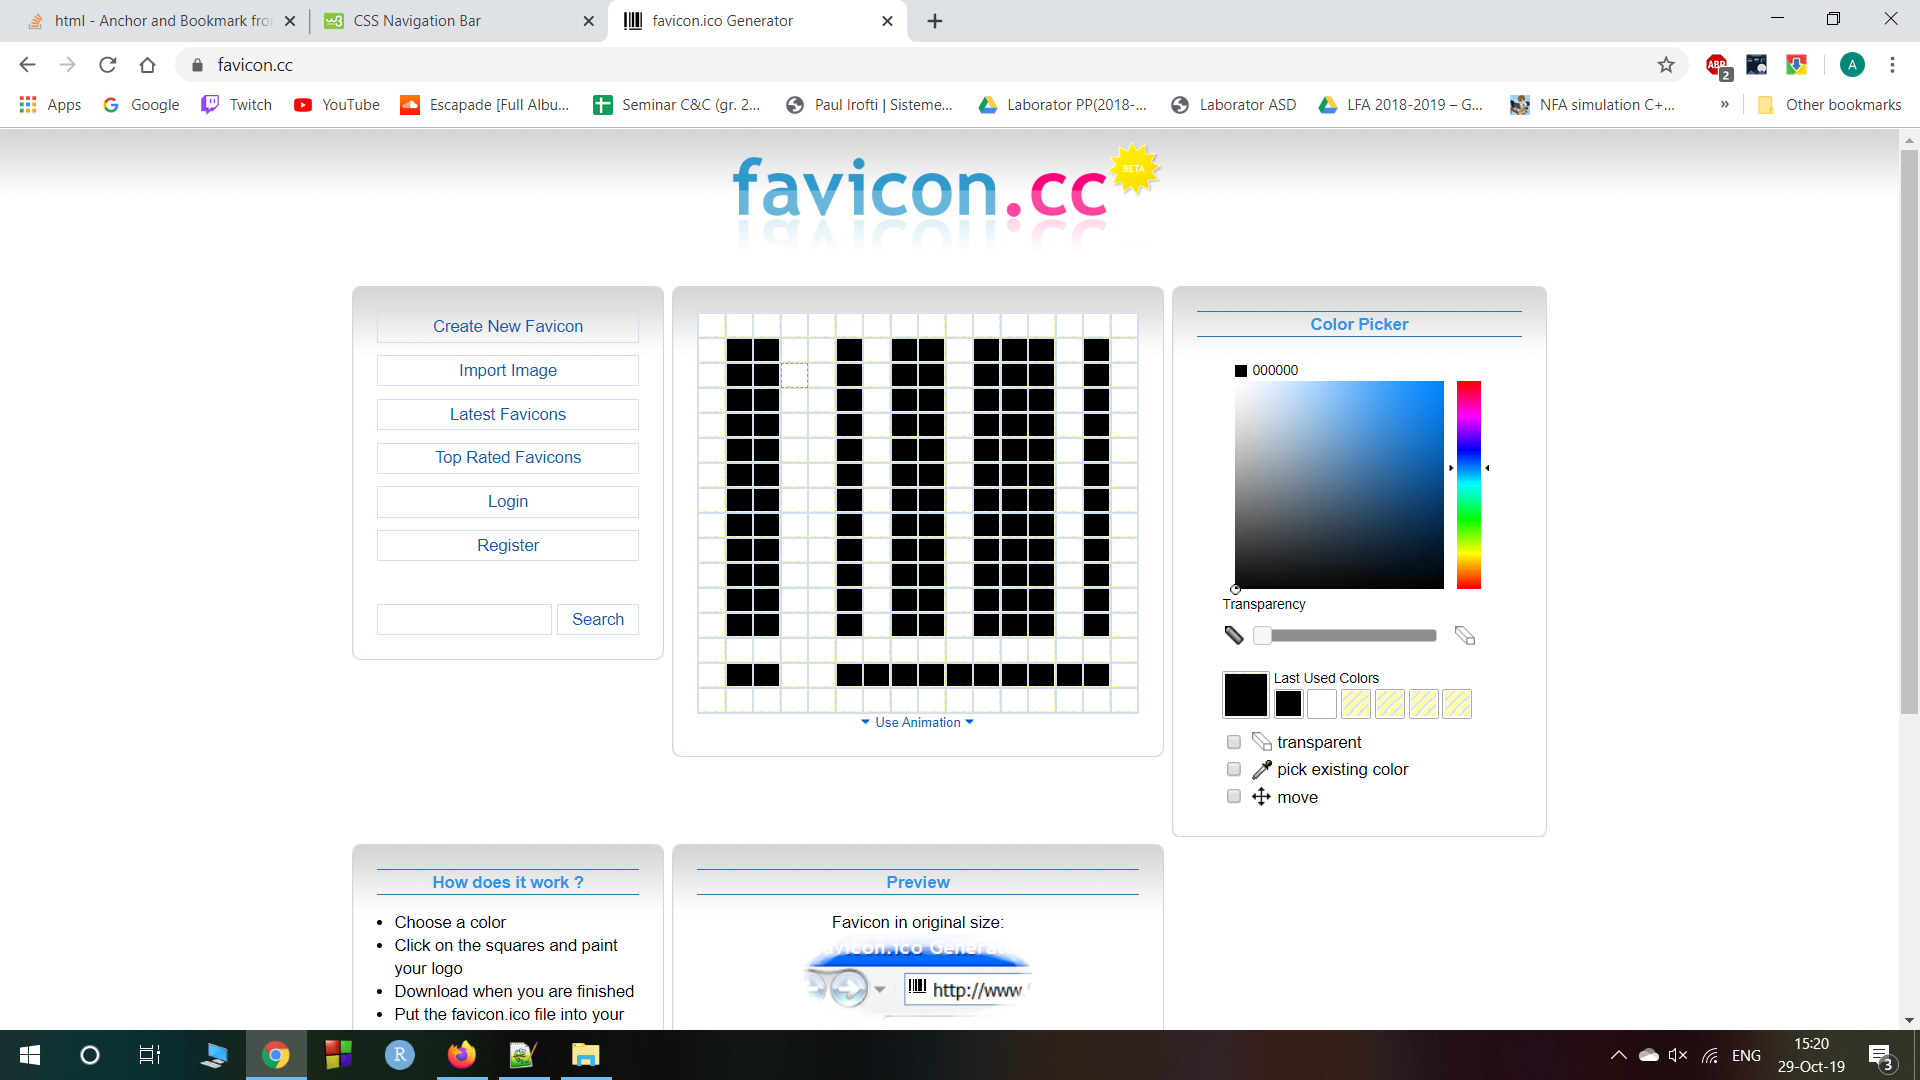 html - Anchor and Bookmark fro
CSS Navigation Bar
favicon.ico Generator
favicon.cc
ABP
2
A
Apps
Google
Twitch
YouTube
Escapade [Full Albu...
Seminar C&C (gr. 2...
Paul Irofti | Sisteme...
Laborator PP(2018-...
Laborator ASD
LFA 2018-2019 – G...
NFA simulation C+...
»
Other bookmarks
favicon.cc
BETA
Create New Favicon
Import Image
Latest Favicons
Top Rated Favicons
Login
Register
Search
Use Animation
Color Picker
000000
Transparency
Last Used Colors
transparent
pick existing color
move
How does it work ?
Choose a color
Click on the squares and paint
your logo
Download when you are finished
Put the favicon.ico file into your
Preview
Favicon in original size:
avicon.ico Genera
http://www.
R
ENG
15:20
29-Oct-19
3